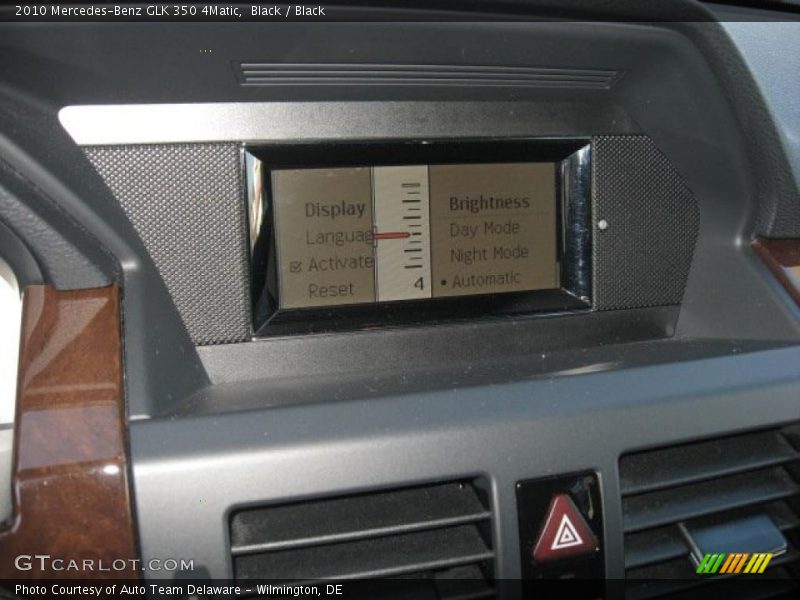 2010 Mercedes-Benz GLK 350 4Matic, Black / Black
Display
Languag
Activate
Reset
4
Brightness
Day Mode
Night Mode
Automatic
GTCARLOT.COM
Photo Courtesy of Auto Team Delaware - Wilmington, DE